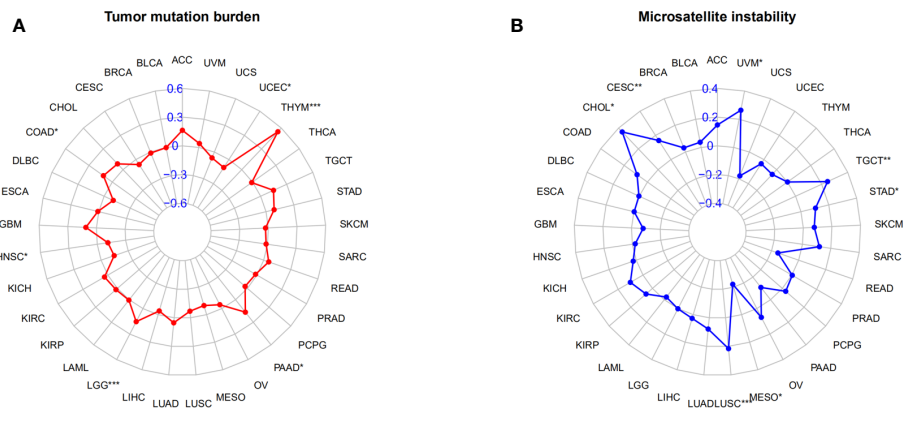 Tumor mutation burden
A
ACC
UVM
UCS
UCEC*
THYM***
THCA
TGCT
STAD
SKCM
SARC
READ
PRAD
PCPG
PAAD*
OV
MESO
LUSC
LUAD
LIHC
LGG***
LAML
KIRP
KIRC
KICH
HNSC*
GBM
ESCA
DLBC
COAD*
CHOL
CESC
BRCA
BLCA
0.6
0.3
0
−0.3
−0.6
Microsatellite instability
B
ACC
UVM*
UCS
UCEC
THYM
THCA
TGCT**
STAD*
SKCM
SARC
READ
PRAD
PCPG
PAAD
OV
MESO*
LUSC***
LUAD
LIHC
LGG
LAML
KIRP
KIRC
KICH
HNSC
GBM
ESCA
DLBC
COAD
CHOL*
CESC**
BRCA
BLCA
0.4
0.2
0
−0.2
−0.4